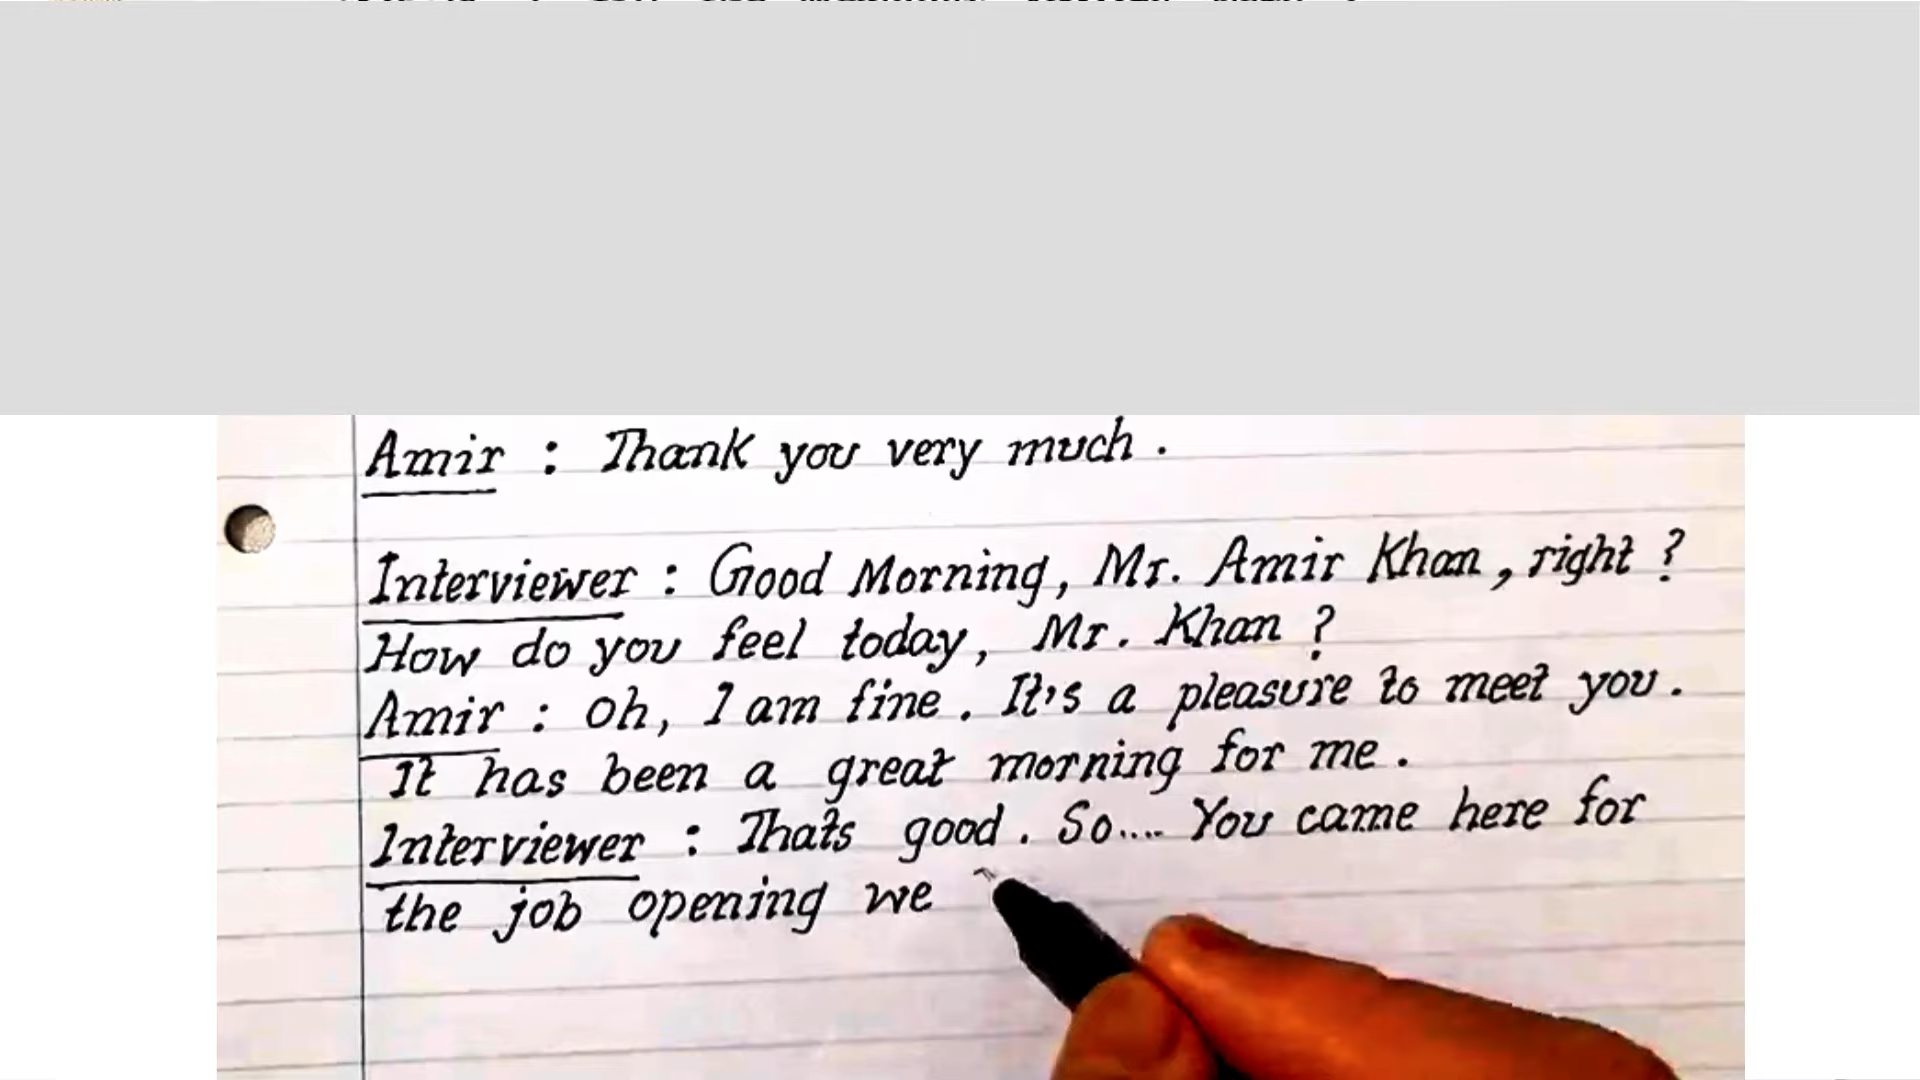 Amir : Thank you very much .
Interviewer : Good Morning, Mr. Amir Khan, right ?
How do you feel today, Mr. Khan ?
Amir : Oh, I am fine . It's a pleasure to meet you .
It has been a great morning for me .
Interviewer : Thats good . So.... You came here for
the job opening we